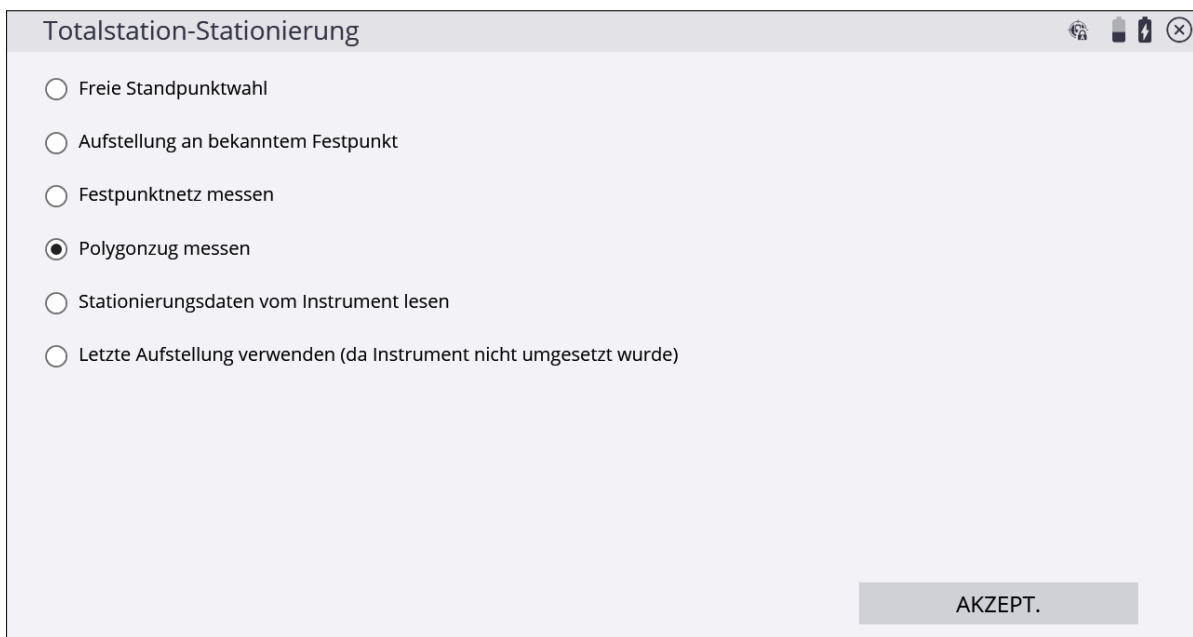 Totalstation-Stationierung
Freie Standpunktwahl
Aufstellung an bekanntem Festpunkt
Festpunktnetz messen
Polygonzug messen
Stationierungsdaten vom Instrument lesen
Letzte Aufstellung verwenden (da Instrument nicht umgesetzt wurde)
AKZEPT.